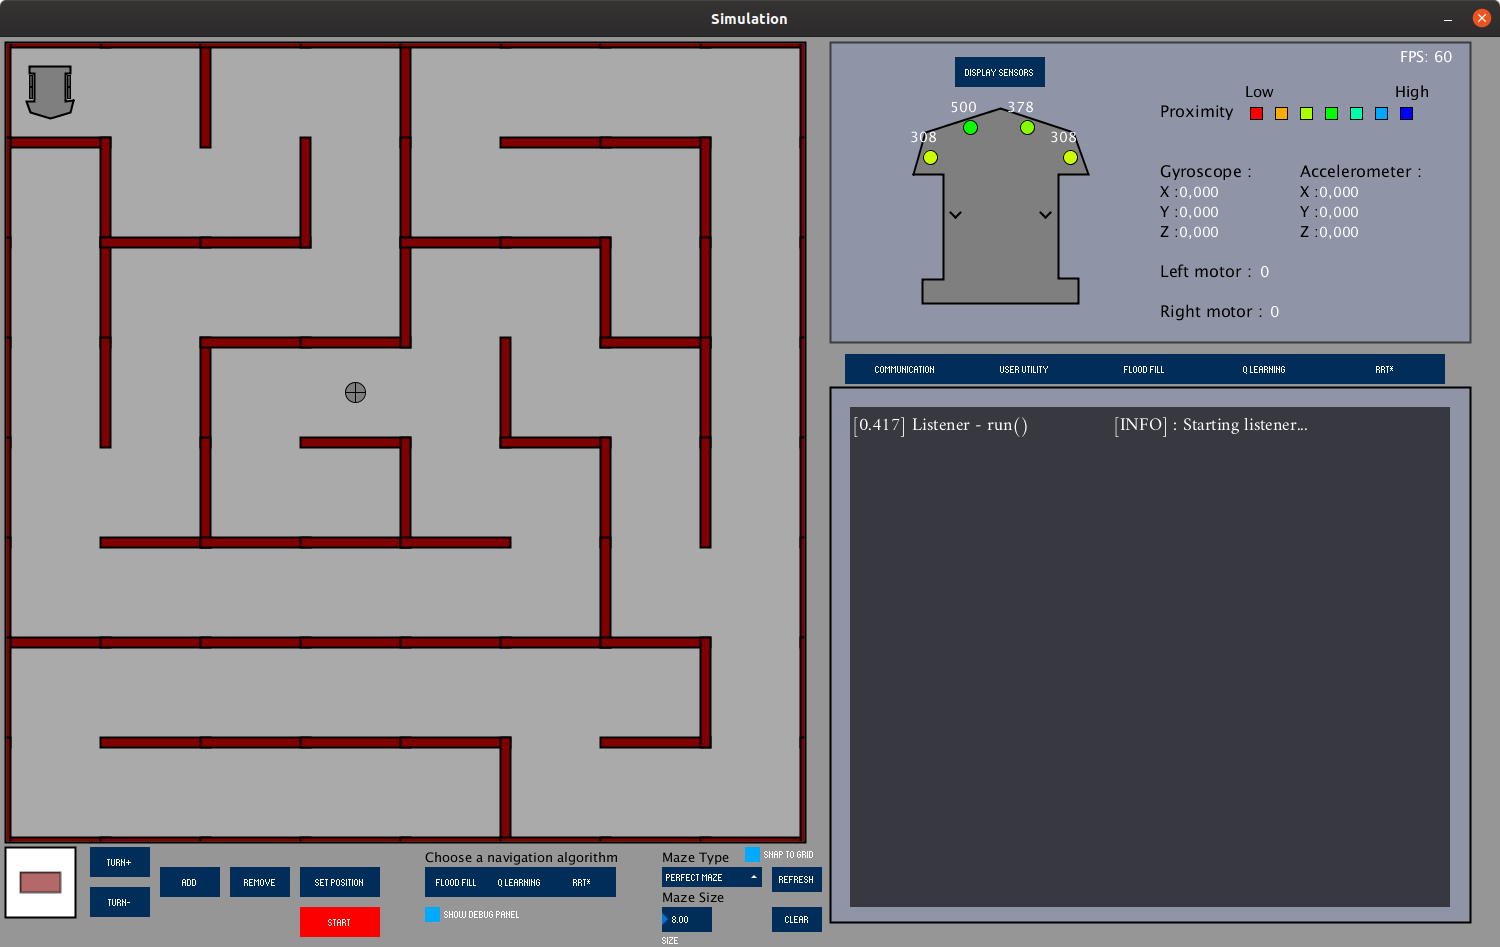 Simulation
FPS: 60
DISPLAY SENSORS
Low High
Proximity
500 378
308 308
Gyroscope : Accelerometer :
X :0,000 X :0,000
Y :0,000 Y :0,000
Z :0,000 Z :0,000
Left motor : 0
Right motor : 0
COMMUNICATION USER UTILITY FLOOD FILL Q LEARNING RRT*
[0.417] Listener - run() [INFO] : Starting listener...
TURN+
TURN-
ADD REMOVE SET POSITION
START
Choose a navigation algorithm
FLOOD FILL Q LEARNING RRT*
SHOW DEBUG PANEL
Maze Type SNAP TO GRID
PERFECT MAZE REFRESH
Maze Size
8.00 CLEAR
SIZE